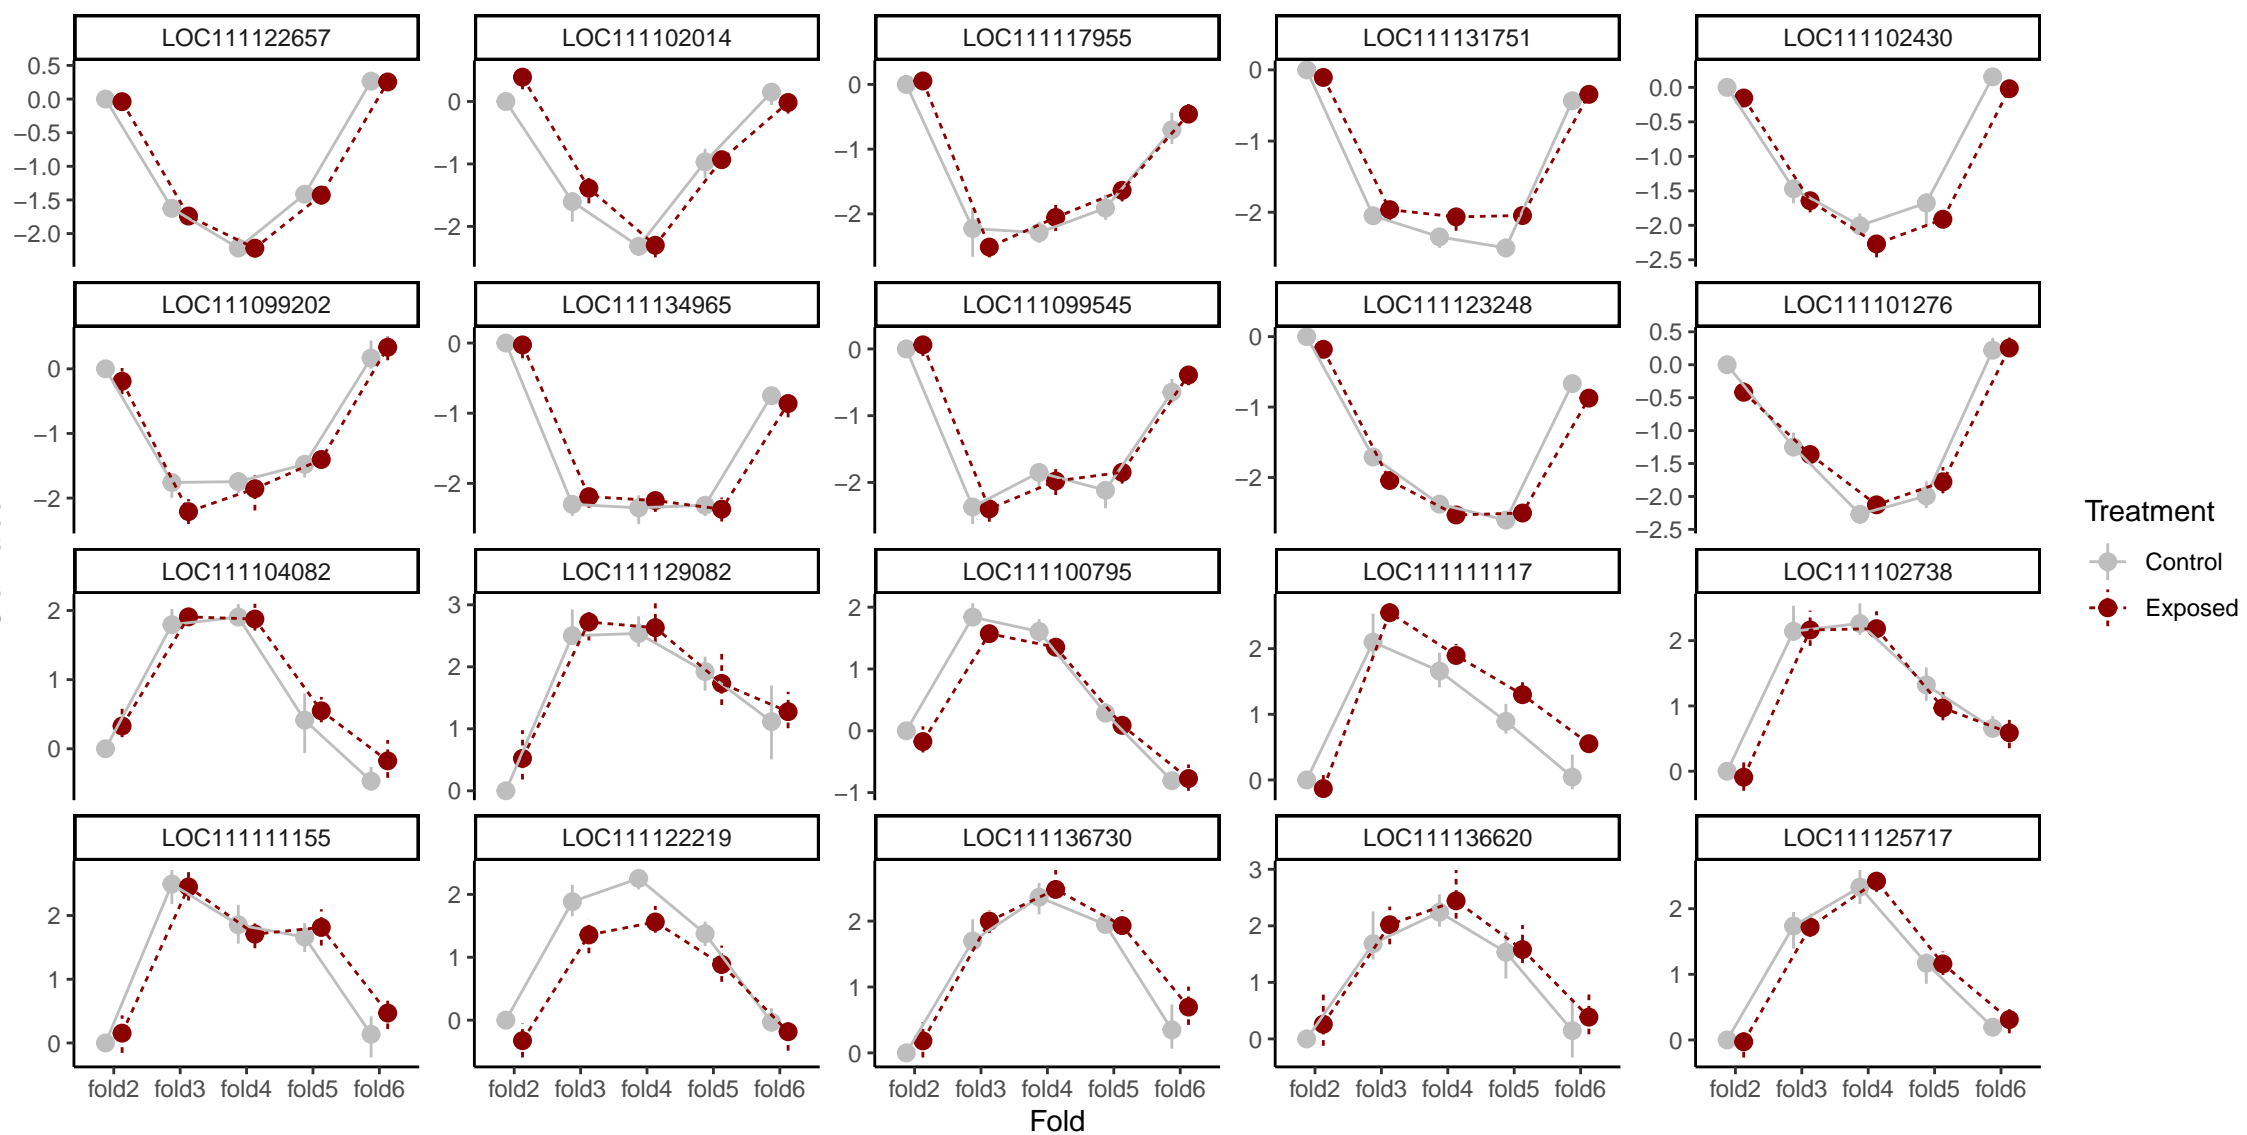 LOC111122657 LOC111102014 LOC111117955 LOC111131751 LOC111102430
0.5 0.0 −0.5 −1.0 −1.5 −2.0
0 −1 −2
0 −1 −2
0 −1 −2
0.0 −0.5 −1.0 −1.5 −2.0 −2.5
LOC111099202 LOC111134965 LOC111099545 LOC111123248 LOC111101276
0 −1 −2
0 −1 −2
0 −1 −2
0 −1 −2
0.5 0.0 −0.5 −1.0 −1.5 −2.0 −2.5
LOC111104082 LOC111129082 LOC111100795 LOC111111117 LOC111102738
2 1 0
3 2 1 0
2 1 0 −1
2 1 0
2 1 0
LOC111111155 LOC111122219 LOC111136730 LOC111136620 LOC111125717
2 1 0
2 1 0
2 1 0
3 2 1 0
2 1 0
fold2 fold3 fold4 fold5 fold6 fold2 fold3 fold4 fold5 fold6 fold2 fold3 fold4 fold5 fold6 fold2 fold3 fold4 fold5 fold6 fold2 fold3 fold4 fold5 fold6
Fold
Treatment
Control
Exposed